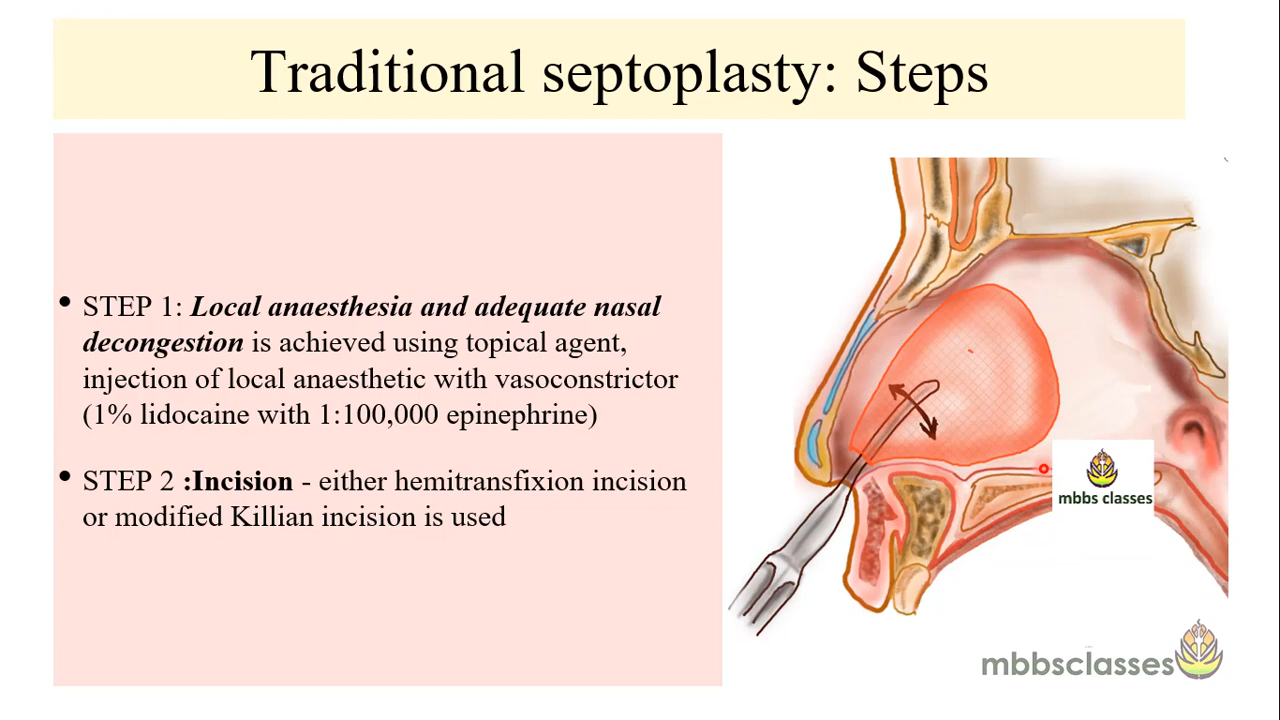 Traditional septoplasty: Steps
• STEP 1: Local anaesthesia and adequate nasal
decongestion is achieved using topical agent,
injection of local anaesthetic with vasoconstrictor
(1% lidocaine with 1:100,000 epinephrine)
• STEP 2 :Incision - either hemitransfixion incision
or modified Killian incision is used
mbbs classes
mbbsclasses